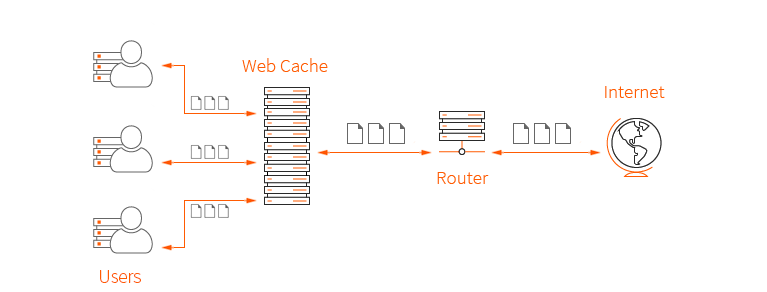 Web Cache
Internet
Router
Users